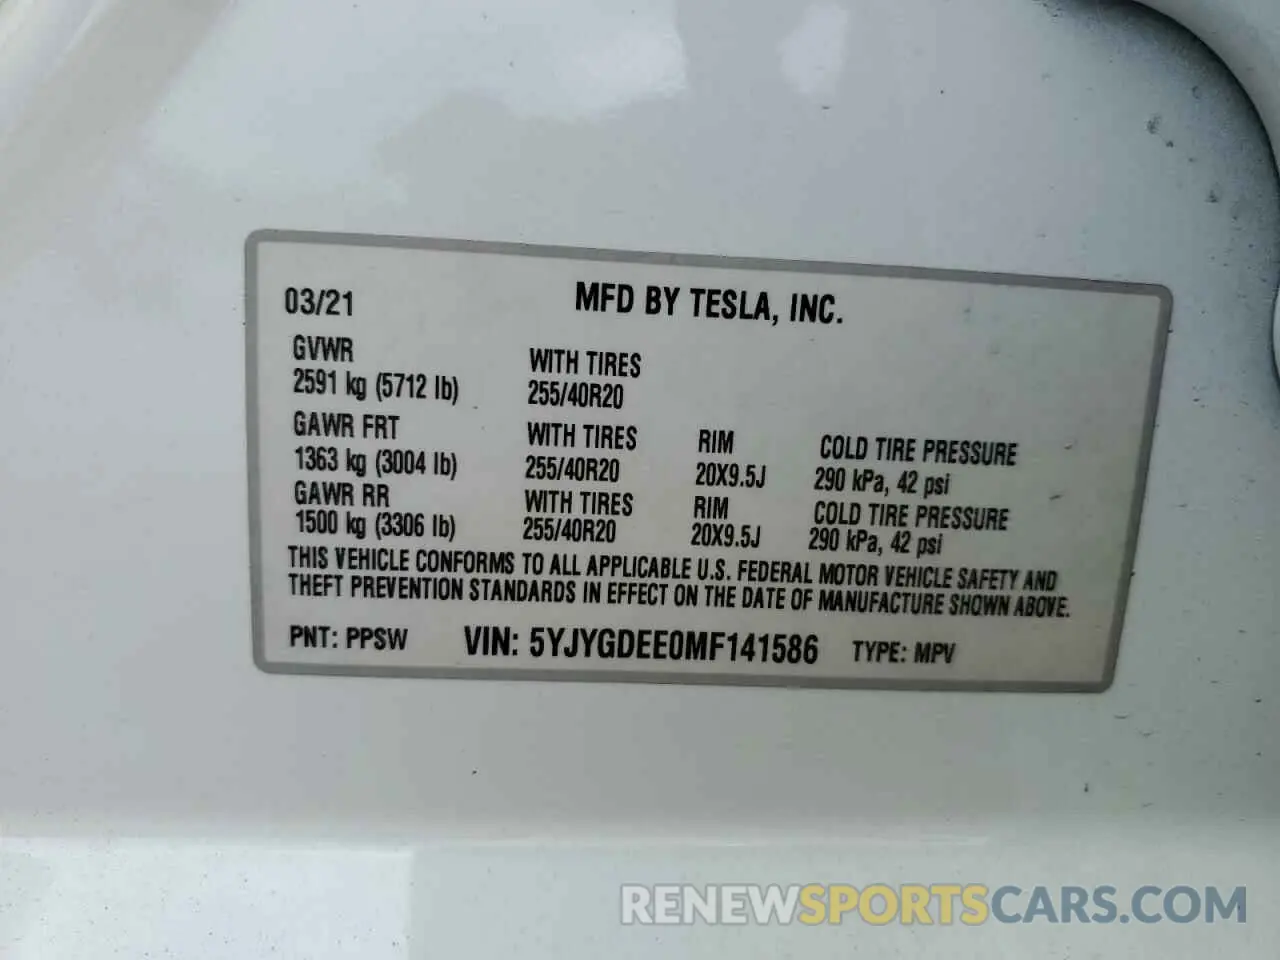 03/21 MFD BY TESLA, INC.
GVWR WITH TIRES
2591 kg (5712 lb) 255/40R20
GAWR FRT WITH TIRES RIM COLD TIRE PRESSURE
1363 kg (3004 lb) 255/40R20 20X9.5J 290 kPa, 42 psi
GAWR RR WITH TIRES RIM COLD TIRE PRESSURE
1500 kg (3306 lb) 255/40R20 20X9.5J 290 kPa, 42 psi
THIS VEHICLE CONFORMS TO ALL APPLICABLE U.S. FEDERAL MOTOR VEHICLE SAFETY AND
THEFT PREVENTION STANDARDS IN EFFECT ON THE DATE OF MANUFACTURE SHOWN ABOVE.
PNT: PPSW VIN: 5YJYGDEE0MF141586 TYPE: MPV
RENEWSPORTSCARS.COM